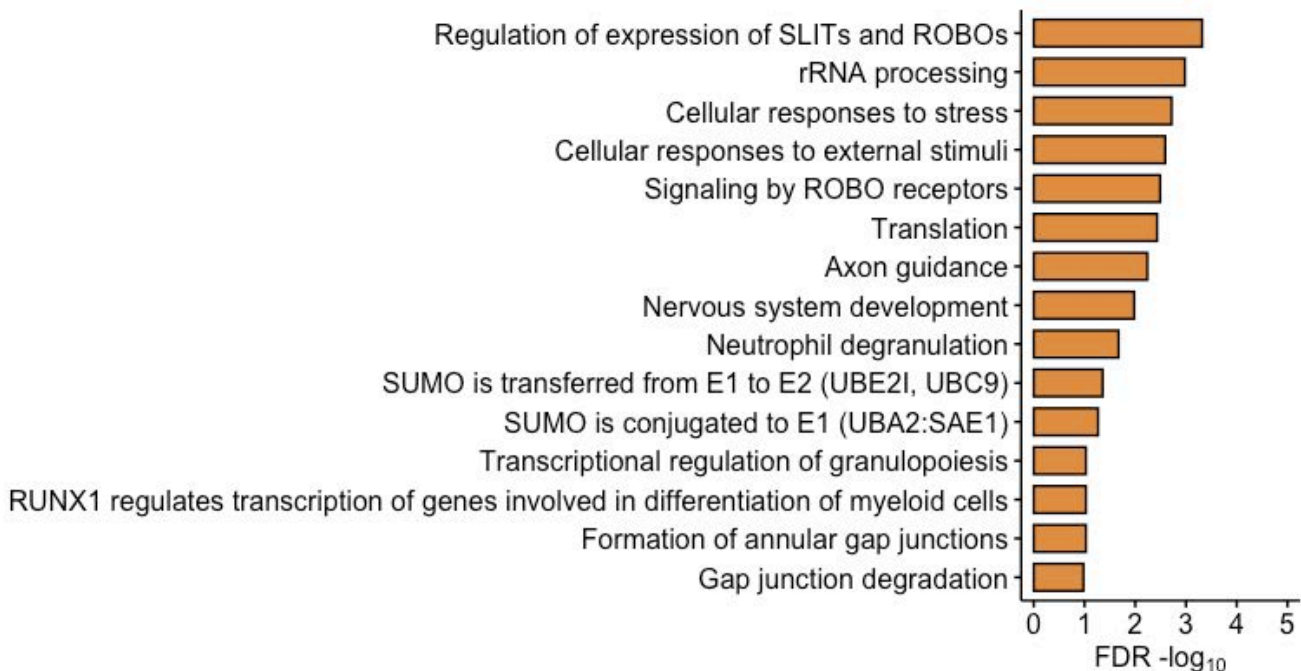 Regulation of expression of SLITs and ROBOs
rRNA processing
Cellular responses to stress
Cellular responses to external stimuli
Signaling by ROBO receptors
Translation
Axon guidance
Nervous system development
Neutrophil degranulation
SUMO is transferred from E1 to E2 (UBE2I, UBC9)
SUMO is conjugated to E1 (UBA2:SAE1)
Transcriptional regulation of granulopoiesis
RUNX1 regulates transcription of genes involved in differentiation of myeloid cells
Formation of annular gap junctions
Gap junction degradation
0 1 2 3 4 5
FDR -log₁₀